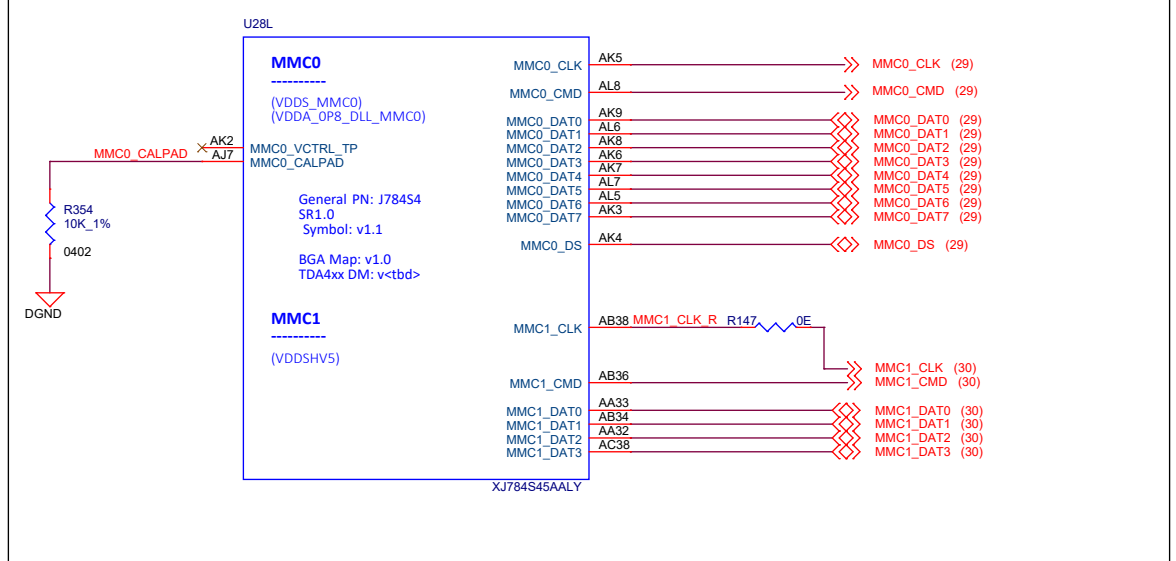 U28L
MMC0
----------
(VDDS_MMC0)
(VDDA_0P8_DLL_MMC0)
MMC0_CLK AK5 MMC0_CLK (29)
MMC0_CMD AL8 MMC0_CMD (29)
MMC0_DAT0 AK9 MMC0_DAT0 (29)
MMC0_DAT1 AL6 MMC0_DAT1 (29)
MMC0_DAT2 AK8 MMC0_DAT2 (29)
MMC0_DAT3 AK6 MMC0_DAT3 (29)
MMC0_DAT4 AK7 MMC0_DAT4 (29)
MMC0_DAT5 AL7 MMC0_DAT5 (29)
MMC0_DAT6 AL5 MMC0_DAT6 (29)
MMC0_DAT7 AK3 MMC0_DAT7 (29)
MMC0_DS AK4 MMC0_DS (29)
AK2 MMC0_VCTRL_TP
MMC0_CALPAD AJ7 MMC0_CALPAD
R354
10K_1%
0402
DGND
General PN: J784S4
SR1.0
Symbol: v1.1
BGA Map: v1.0
TDA4xx DM: v<tbd>
MMC1
----------
(VDDSHV5)
MMC1_CLK AB38 MMC1_CLK_R R147 0E
MMC1_CLK (30)
MMC1_CMD AB36 MMC1_CMD (30)
MMC1_DAT0 AA33 MMC1_DAT0 (30)
MMC1_DAT1 AB34 MMC1_DAT1 (30)
MMC1_DAT2 AA32 MMC1_DAT2 (30)
MMC1_DAT3 AC38 MMC1_DAT3 (30)
XJ784S45AALY